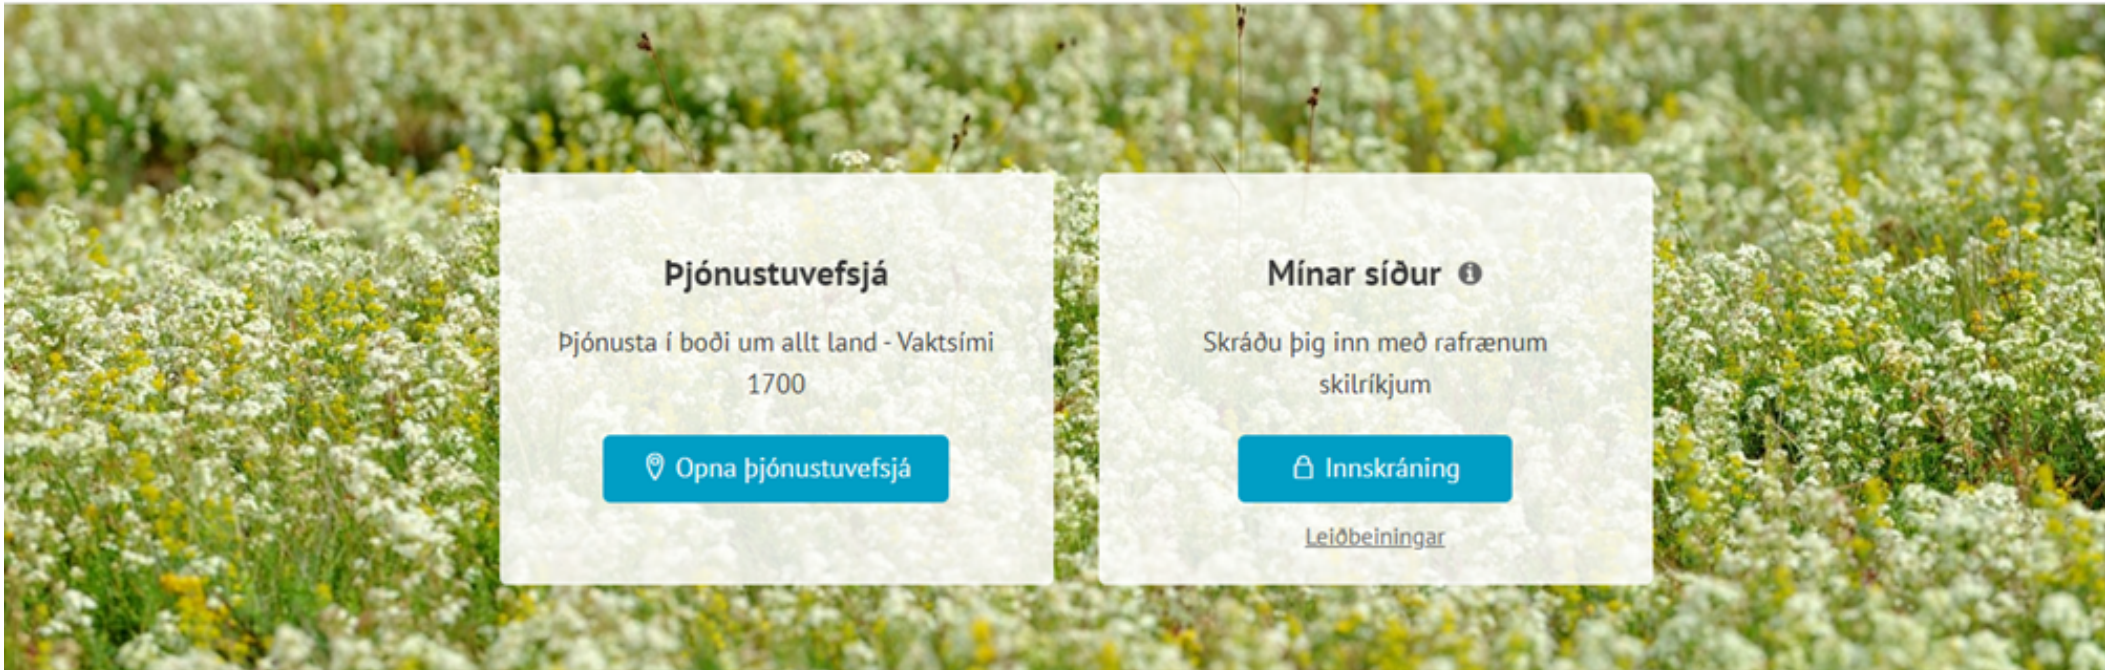 Þjónustuvefsjá
Þjónusta í boði um allt land - Vaktsími
1700
Opna þjónustuvefsjá
Mínar síður
Skráðu þig inn með rafrænum
skilríkjum
Innskráning
Leiðbeiningar